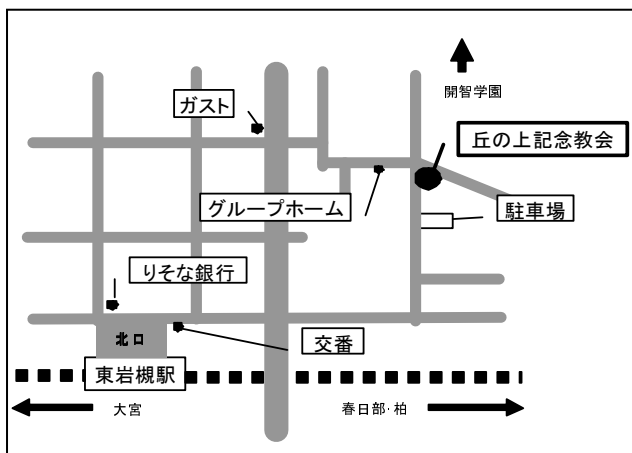 開智学園
ガスト
丘の上記念教会
グループホーム
駐車場
りそな銀行
北口
交番
東岩槻駅
大宮
春日部・柏